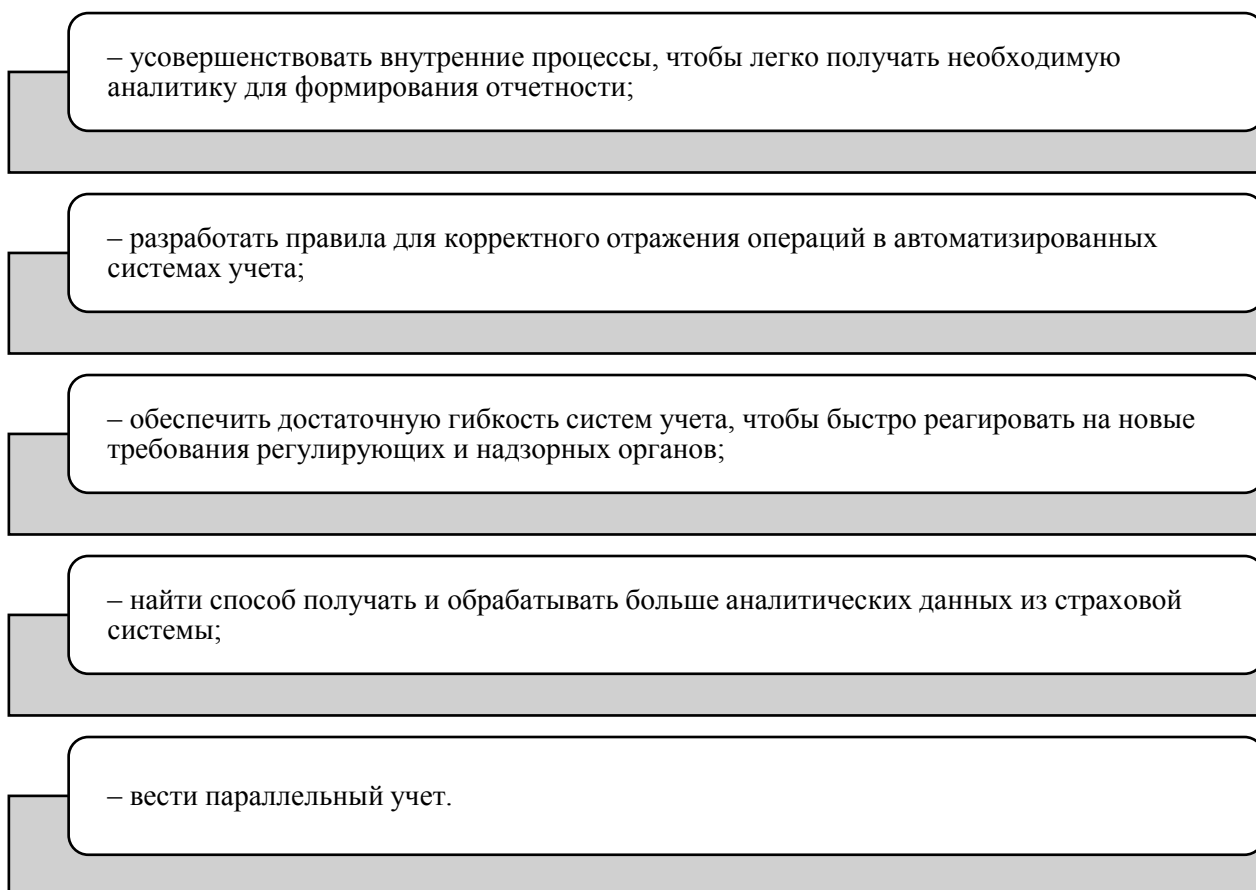 – усовершенствовать внутренние процессы, чтобы легко получать необходимую
аналитику для формирования отчетности;
– разработать правила для корректного отражения операций в автоматизированных
системах учета;
– обеспечить достаточную гибкость систем учета, чтобы быстро реагировать на новые
требования регулирующих и надзорных органов;
– найти способ получать и обрабатывать больше аналитических данных из страховой
системы;
– вести параллельный учет.